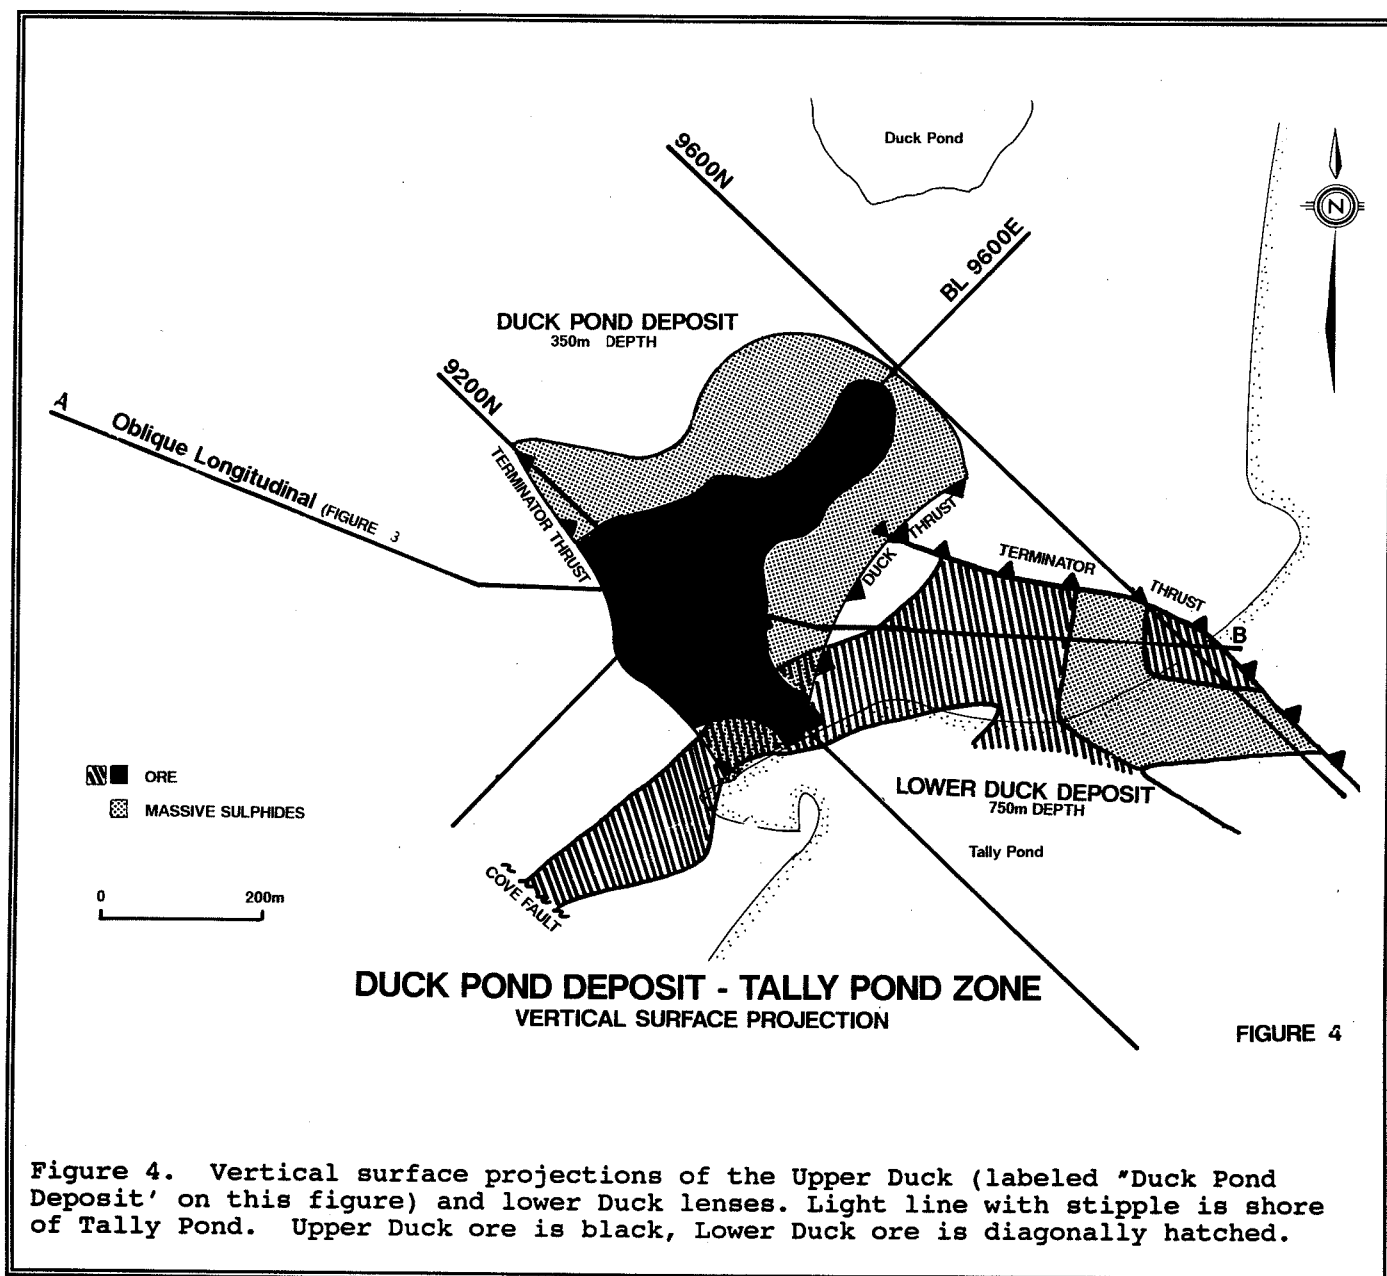 Duck Pond
9600N
N
BL 9600E
DUCK POND DEPOSIT
350m DEPTH
9200N
A
Oblique Longitudinal (FIGURE 3
TERMINATOR THRUST
DUCK THRUST
TERMINATOR THRUST
B
ORE
MASSIVE SULPHIDES
LOWER DUCK DEPOSIT
750m DEPTH
Tally Pond
0 200m
COVE FAULT
DUCK POND DEPOSIT - TALLY POND ZONE
VERTICAL SURFACE PROJECTION
FIGURE 4
Figure 4. Vertical surface projections of the Upper Duck (labeled "Duck Pond
Deposit' on this figure) and lower Duck lenses. Light line with stipple is shore
of Tally Pond. Upper Duck ore is black, Lower Duck ore is diagonally hatched.